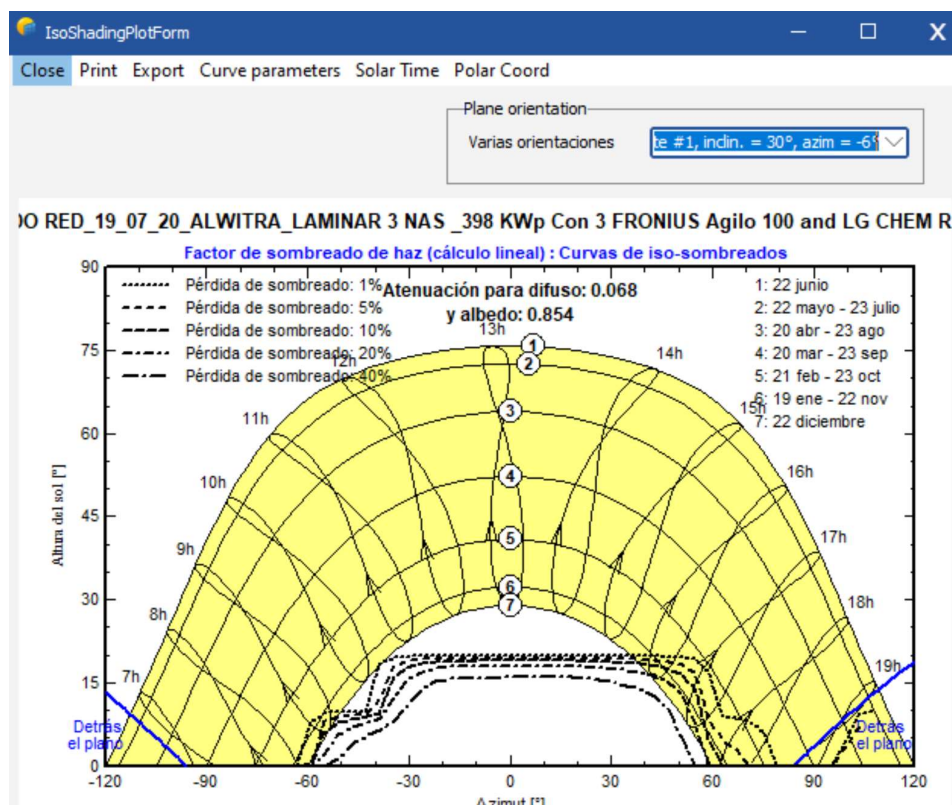 IsoShadingPlotForm
Close Print Export Curve parameters Solar Time Polar Coord
Plane orientation
Varias orientaciones
te #1, inclin. = 30°, azim = -6°
DO RED_19_07_20_ALWITRA_LAMINAR 3 NAS _398 KWp Con 3 FRONIUS Agilo 100 and LG CHEM R
Factor de sombreado de haz (cálculo lineal) : Curvas de iso-sombreados
Pérdida de sombreado: 1%
Pérdida de sombreado: 5%
Pérdida de sombreado: 10%
Pérdida de sombreado: 20%
Pérdida de sombreado: 40%
Atenuación para difuso: 0.068
y albedo: 0.854
1: 22 junio
2: 22 mayo - 23 julio
3: 20 abr - 23 ago
4: 20 mar - 23 sep
5: 21 feb - 23 oct
6: 19 ene - 22 nov
7: 22 diciembre
90
75
60
45
30
15
0
Altura del sol [°]
7h
8h
9h
10h
11h
12h
13h
14h
15h
16h
17h
18h
19h
1
2
3
4
5
6
7
Detrás
el plano
Detrás
el plano
-120 -90 -60 -30 0 30 60 90 120
Azimut [°]